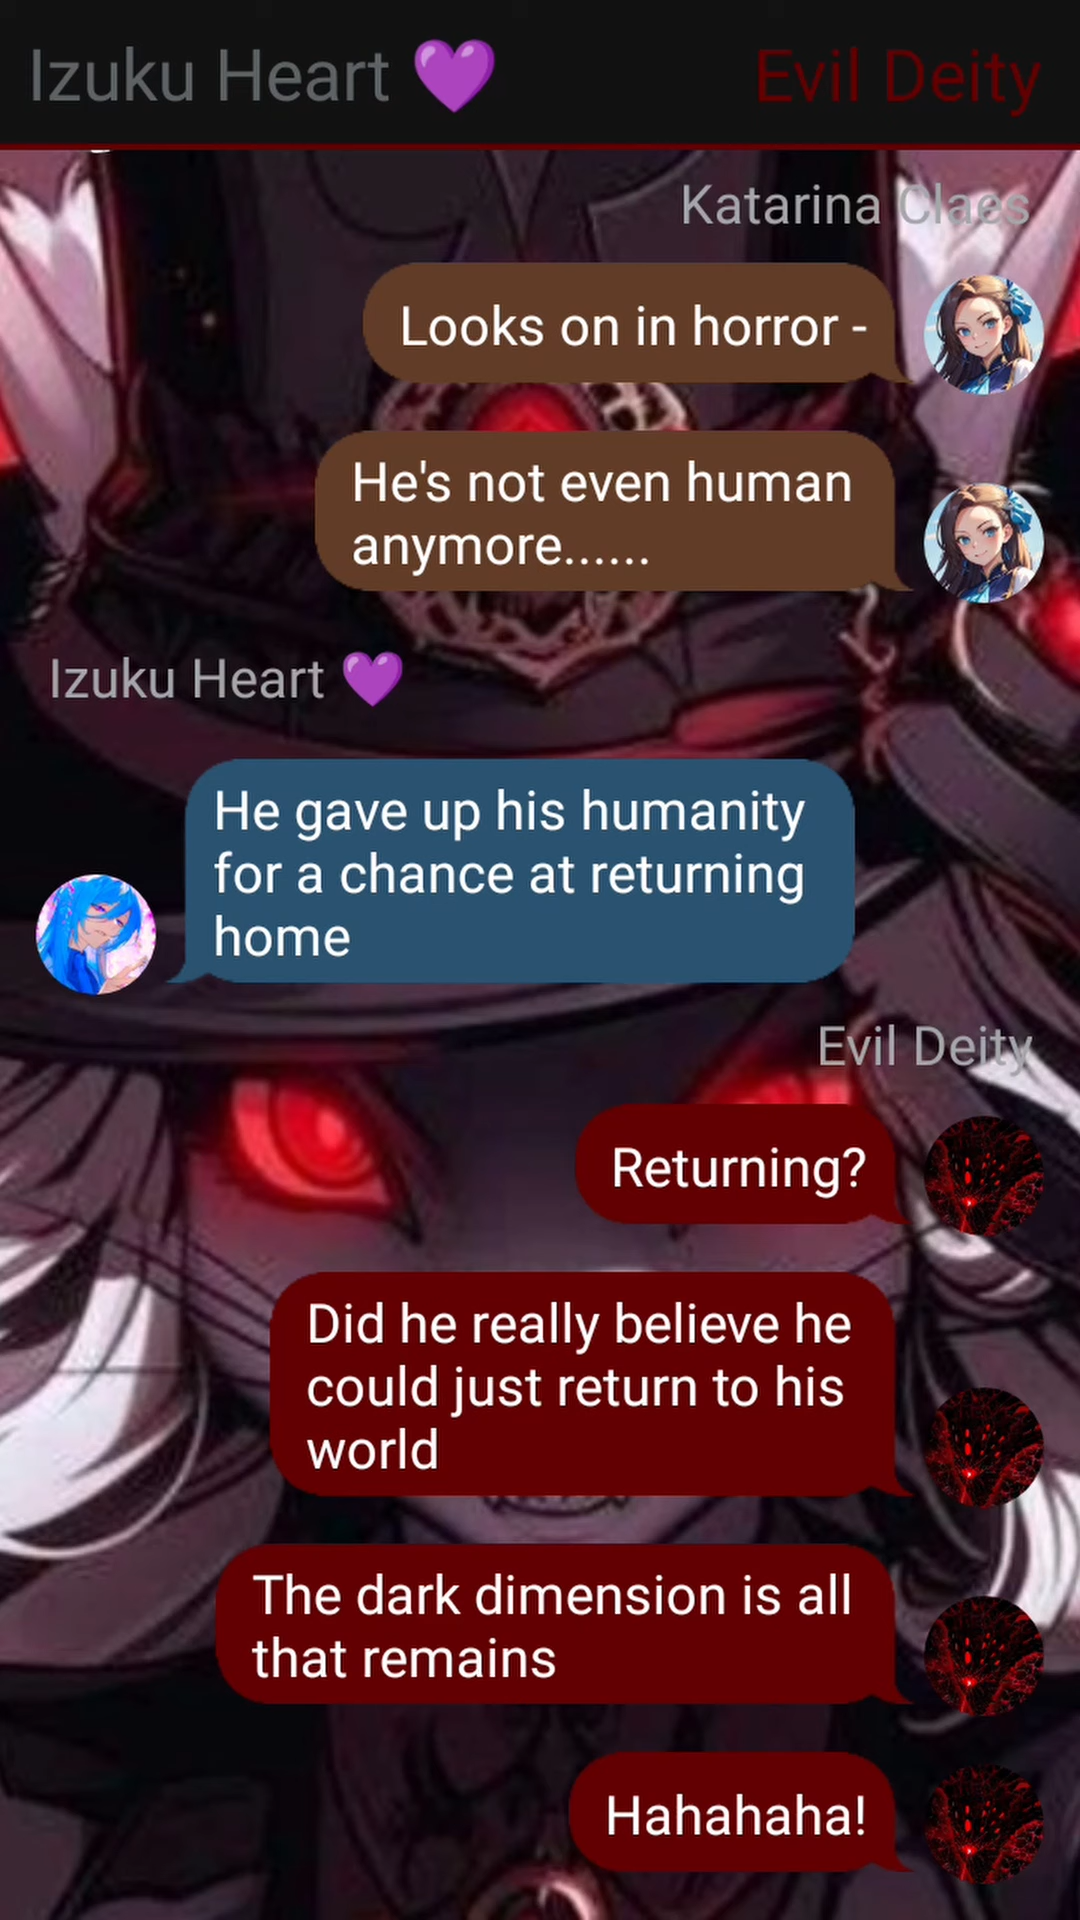 Izuku Heart 💜 Evil Deity
Katarina Claes
Looks on in horror -
He's not even human
anymore......
Izuku Heart 💜
He gave up his humanity
for a chance at returning
home
Evil Deity
Returning?
Did he really believe he
could just return to his
world
The dark dimension is all
that remains
Hahahaha!